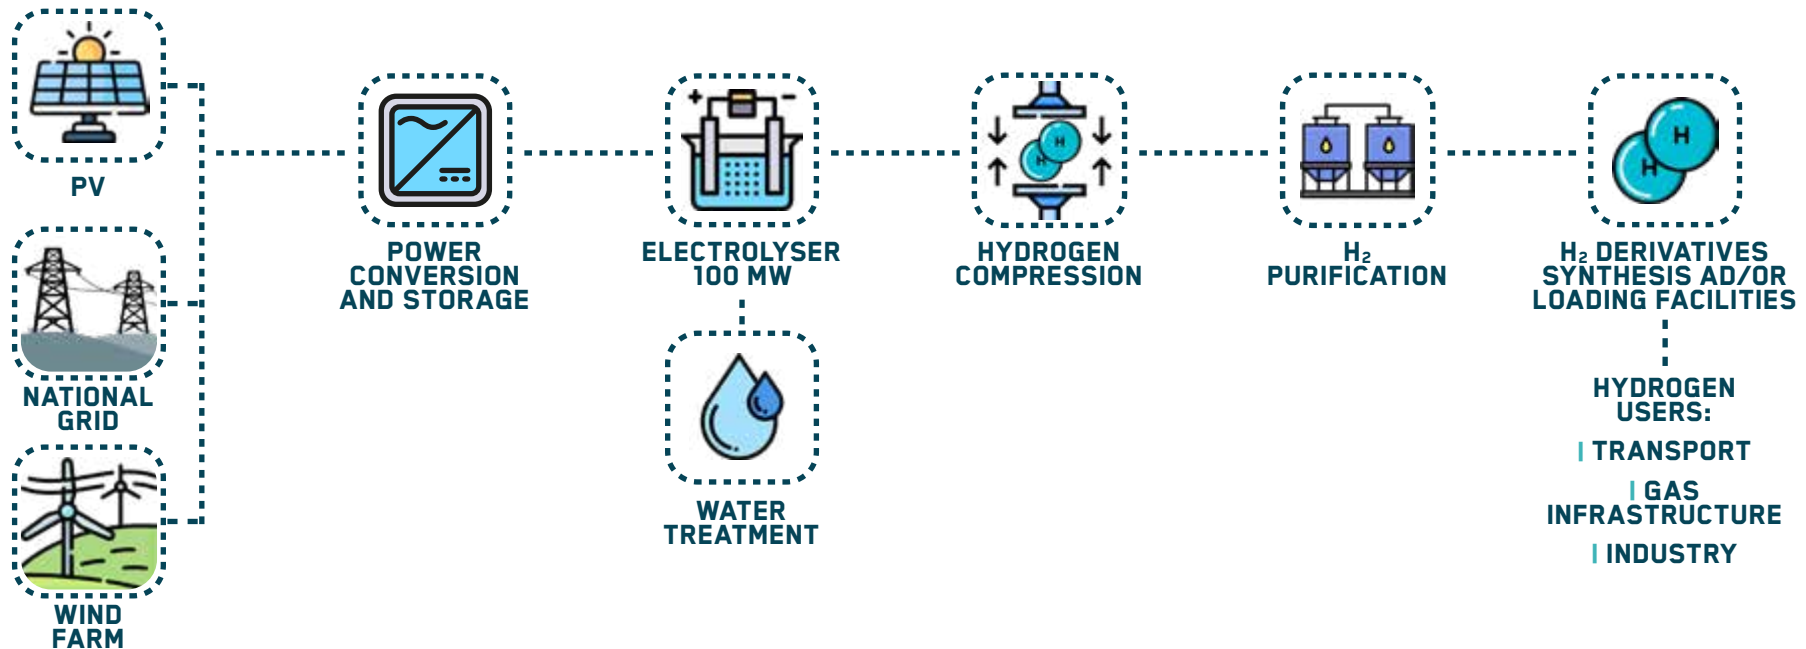 PV
NATIONAL
GRID
WIND
FARM
POWER
CONVERSION
AND STORAGE
+ −
ELECTROLYSER
100 MW
WATER
TREATMENT
H
H
HYDROGEN
COMPRESSION
H₂
PURIFICATION
H
H
H₂ DERIVATIVES
SYNTHESIS AD/OR
LOADING FACILITIES
HYDROGEN
USERS:
| TRANSPORT
| GAS
INFRASTRUCTURE
| INDUSTRY